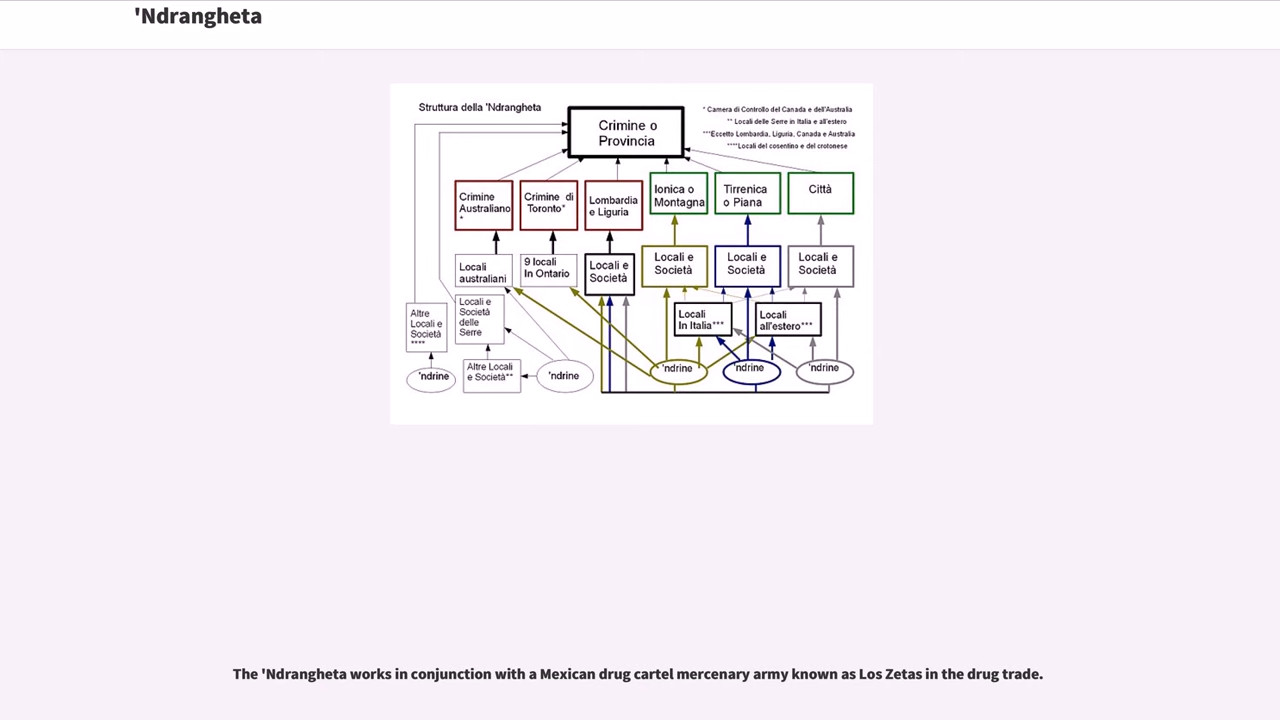 'Ndrangheta
Struttura della 'Ndrangheta
* Camera di Controllo del Canada e dell'Australia
** Locali delle Serre in Italia e all'estero
***Eccetto Lombardia, Liguria, Canada e Australia
****Locali del cosentino e del crotonese
Crimine o
Provincia
Crimine
Australiano
*
Crimine di
Toronto*
Lombardia
e Liguria
Ionica o
Montagna
Tirrenica
o Piana
Città
Locali
australiani
9 locali
In Ontario
Locali e
Società
Locali e
Società
Locali e
Società
Locali e
Società
Altre
Locali e
Società
****
Locali e
Società
delle
Serre
Locali
In Italia***
Locali
all'estero***
'ndrine
Altre Locali
e Società**
'ndrine
'ndrine
'ndrine
'ndrine
The 'Ndrangheta works in conjunction with a Mexican drug cartel mercenary army known as Los Zetas in the drug trade.